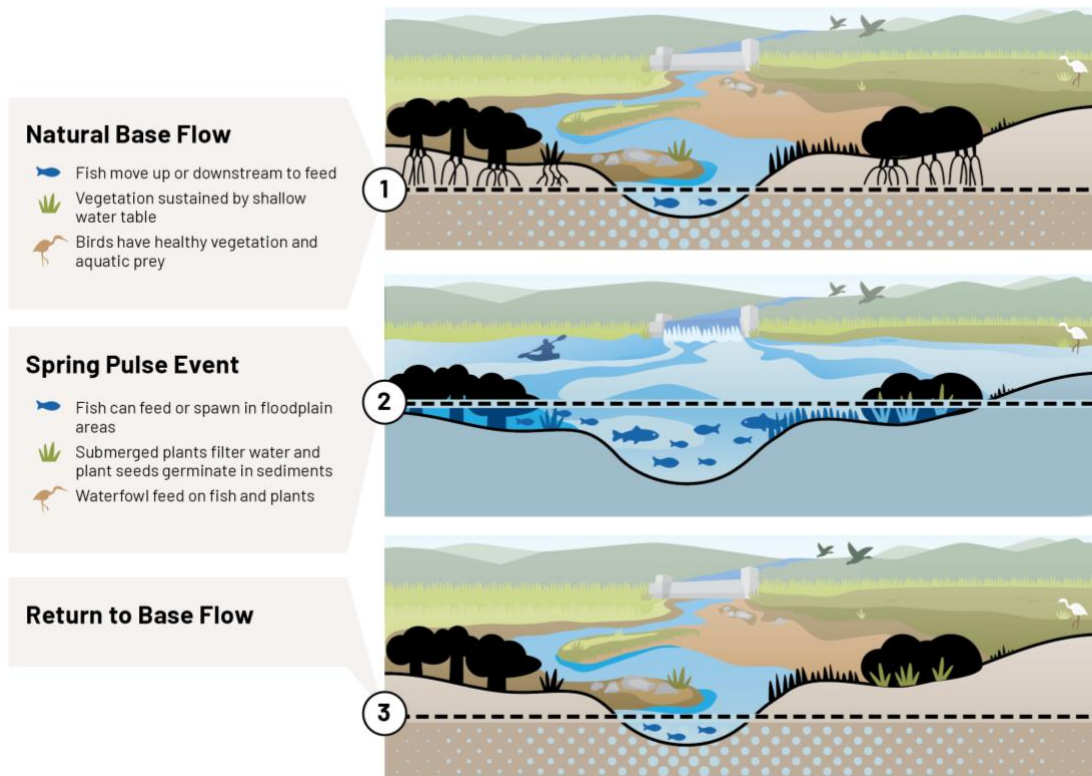 Natural Base Flow
Fish move up or downstream to feed
Vegetation sustained by shallow
water table
Birds have healthy vegetation and
aquatic prey
1
Spring Pulse Event
Fish can feed or spawn in floodplain
areas
Submerged plants filter water and
plant seeds germinate in sediments
Waterfowl feed on fish and plants
2
Return to Base Flow
3